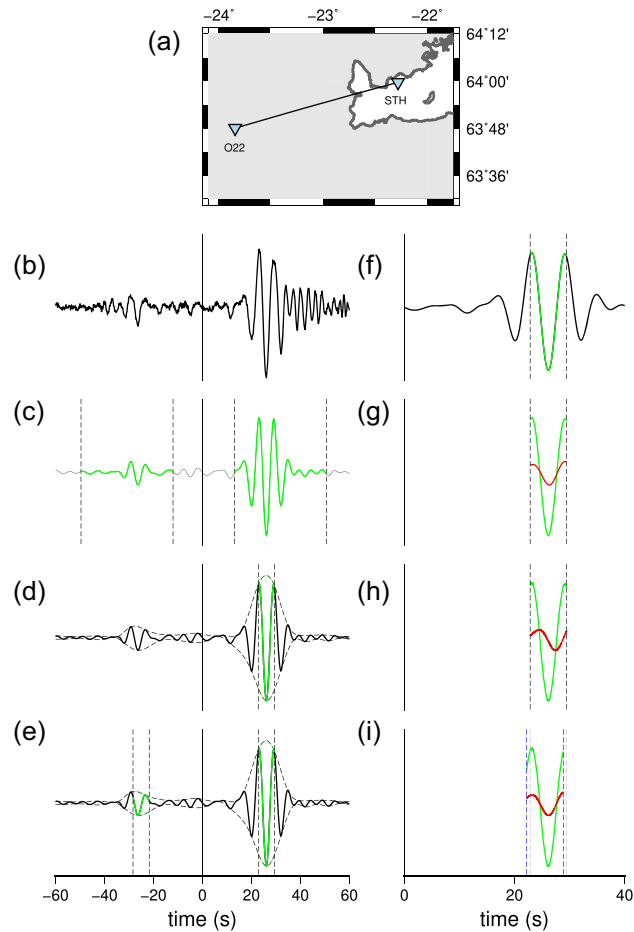 −24˚ −23˚ −22˚
(a)
64˚12'
64˚00'
63˚48'
63˚36'
STH
O22
(b)
(f)
(c)
(g)
(d)
(h)
(e)
(i)
−60 −40 −20 0 20 40 60
0 20 40
time (s)
time (s)